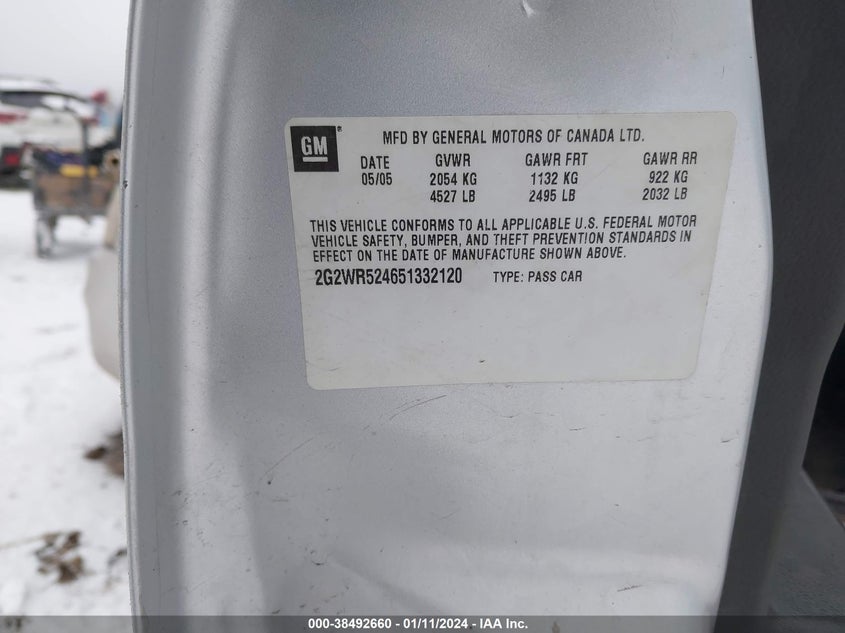 GM ® MFD BY GENERAL MOTORS OF CANADA LTD.
DATE GVWR GAWR FRT GAWR RR
05/05 2054 KG 1132 KG 922 KG
4527 LB 2495 LB 2032 LB
THIS VEHICLE CONFORMS TO ALL APPLICABLE U.S. FEDERAL MOTOR
VEHICLE SAFETY, BUMPER, AND THEFT PREVENTION STANDARDS IN
EFFECT ON THE DATE OF MANUFACTURE SHOWN ABOVE.
2G2WR524651332120 TYPE: PASS CAR
000-38492660 - 01/11/2024 - IAA Inc.